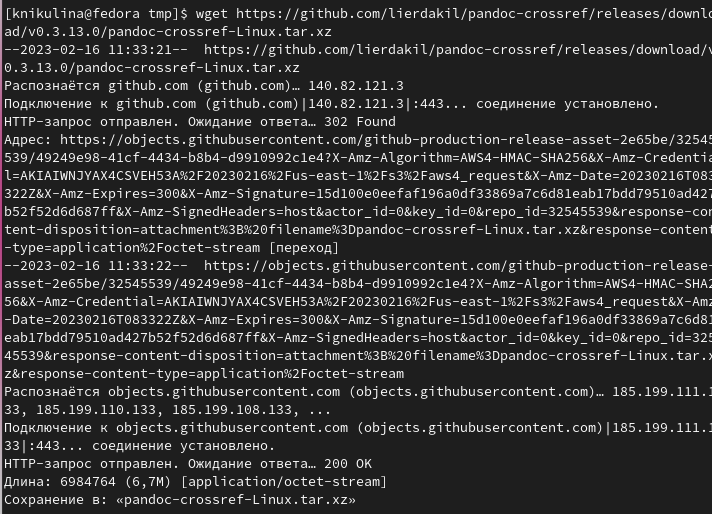 [knikulina@fedora tmp]$ wget https://github.com/lierdakil/pandoc-crossref/releases/downlo
ad/v0.3.13.0/pandoc-crossref-Linux.tar.xz
--2023-02-16 11:33:21--  https://github.com/lierdakil/pandoc-crossref/releases/download/v
0.3.13.0/pandoc-crossref-Linux.tar.xz
Распознаётся github.com (github.com)… 140.82.121.3
Подключение к github.com (github.com)|140.82.121.3|:443... соединение установлено.
HTTP-запрос отправлен. Ожидание ответа… 302 Found
Адрес: https://objects.githubusercontent.com/github-production-release-asset-2e65be/32545
539/49249e98-41cf-4434-b8b4-d9910992c1e4?X-Amz-Algorithm=AWS4-HMAC-SHA256&X-Amz-Credentia
l=AKIAIWNJYAX4CSVEH53A%2F20230216%2Fus-east-1%2Fs3%2Faws4_request&X-Amz-Date=20230216T083
322Z&X-Amz-Expires=300&X-Amz-Signature=15d100e0eefaf196a0df33869a7c6d81eab17bdd79510ad427
b52f52d6d687ff&X-Amz-SignedHeaders=host&actor_id=0&key_id=0&repo_id=32545539&response-con
tent-disposition=attachment%3B%20filename%3Dpandoc-crossref-Linux.tar.xz&response-content
-type=application%2Foctet-stream [переход]
--2023-02-16 11:33:22--  https://objects.githubusercontent.com/github-production-release-
asset-2e65be/32545539/49249e98-41cf-4434-b8b4-d9910992c1e4?X-Amz-Algorithm=AWS4-HMAC-SHA2
56&X-Amz-Credential=AKIAIWNJYAX4CSVEH53A%2F20230216%2Fus-east-1%2Fs3%2Faws4_request&X-Amz
-Date=20230216T083322Z&X-Amz-Expires=300&X-Amz-Signature=15d100e0eefaf196a0df33869a7c6d81
eab17bdd79510ad427b52f52d6d687ff&X-Amz-SignedHeaders=host&actor_id=0&key_id=0&repo_id=325
45539&response-content-disposition=attachment%3B%20filename%3Dpandoc-crossref-Linux.tar.x
z&response-content-type=application%2Foctet-stream
Распознаётся objects.githubusercontent.com (objects.githubusercontent.com)… 185.199.111.1
33, 185.199.110.133, 185.199.108.133, ...
Подключение к objects.githubusercontent.com (objects.githubusercontent.com)|185.199.111.1
33|:443... соединение установлено.
HTTP-запрос отправлен. Ожидание ответа… 200 OK
Длина: 6984764 (6,7M) [application/octet-stream]
Сохранение в: «pandoc-crossref-Linux.tar.xz»